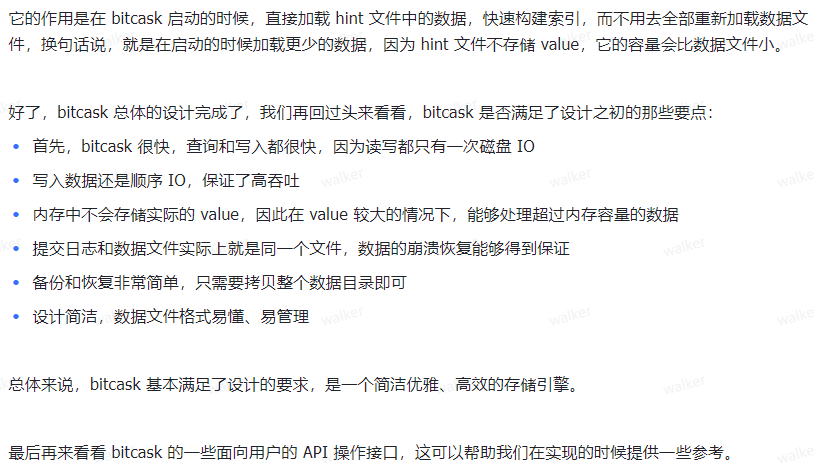 它的作用是在 bitcask 启动的时候，直接加载 hint 文件中的数据，快速构建索引，而不用去全部重新加载数据文
件，换句话说，就是在启动的时候加载更少的数据，因为 hint 文件不存储 value，它的容量会比数据文件小。
好了，bitcask 总体的设计完成了，我们再回过头来看看，bitcask 是否满足了设计之初的那些要点：
• 首先，bitcask 很快，查询和写入都很快，因为读写都只有一次磁盘 IO
• 写入数据还是顺序 IO，保证了高吞吐
• 内存中不会存储实际的 value，因此在 value 较大的情况下，能够处理超过内存容量的数据
• 提交日志和数据文件实际上就是同一个文件，数据的崩溃恢复能够得到保证
• 备份和恢复非常简单，只需要拷贝整个数据目录即可
• 设计简洁，数据文件格式易懂、易管理
总体来说，bitcask 基本满足了设计的要求，是一个简洁优雅、高效的存储引擎。
最后再来看看 bitcask 的一些面向用户的 API 操作接口，这可以帮助我们在实现的时候提供一些参考。
walker